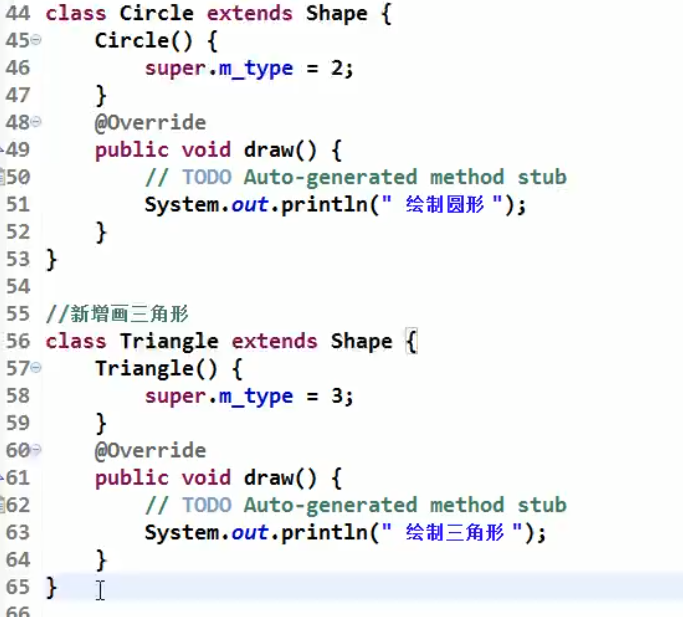 44 class Circle extends Shape {
45 Circle() {
46 super.m_type = 2;
47 }
48 @Override
49 public void draw() {
50 // TODO Auto-generated method stub
51 System.out.println(" 绘制圆形 ");
52 }
53 }
54
55 //新增画三角形
56 class Triangle extends Shape {
57 Triangle() {
58 super.m_type = 3;
59 }
60 @Override
61 public void draw() {
62 // TODO Auto-generated method stub
63 System.out.println(" 绘制三角形 ");
64 }
65 }
66